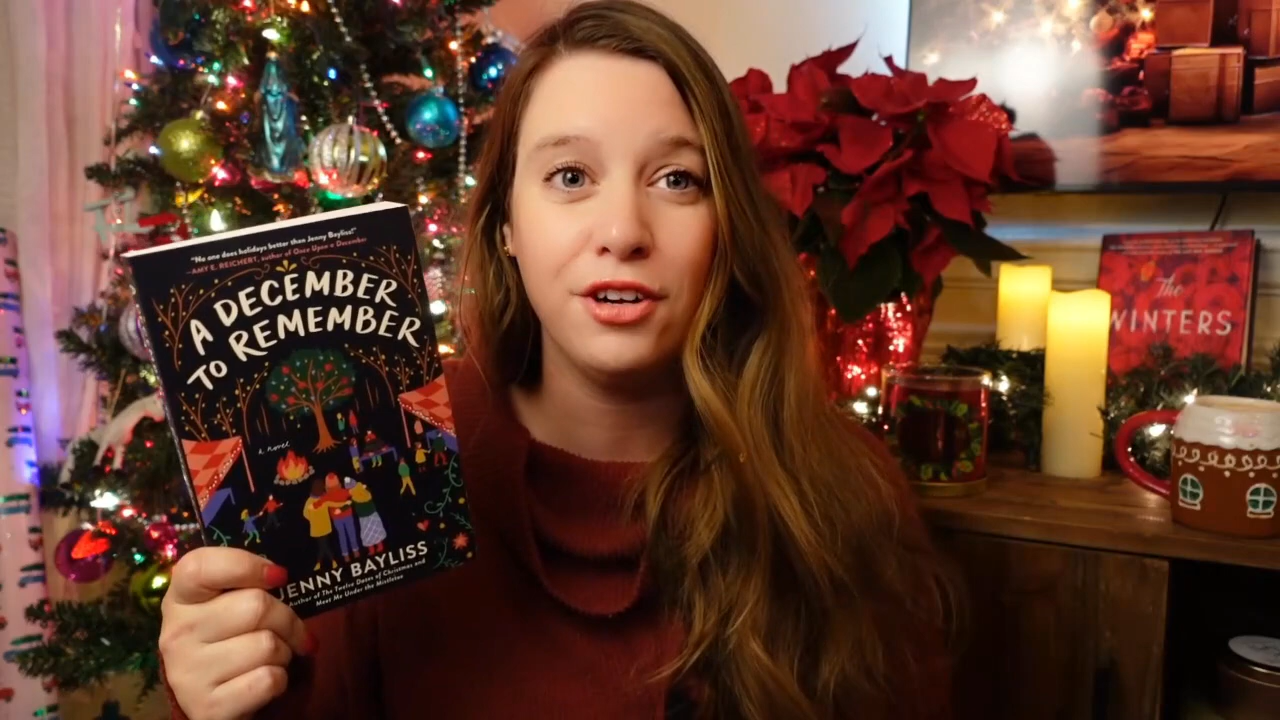 "No one does holidays better than Jenny Bayliss!"
—AMY E. REICHERT, author of Once Upon a December
A DECEMBER
TO REMEMBER
a novel
JENNY BAYLISS
Author of The Twelve Dates of Christmas and
Meet Me Under the Mistletoe
The
WINTERS